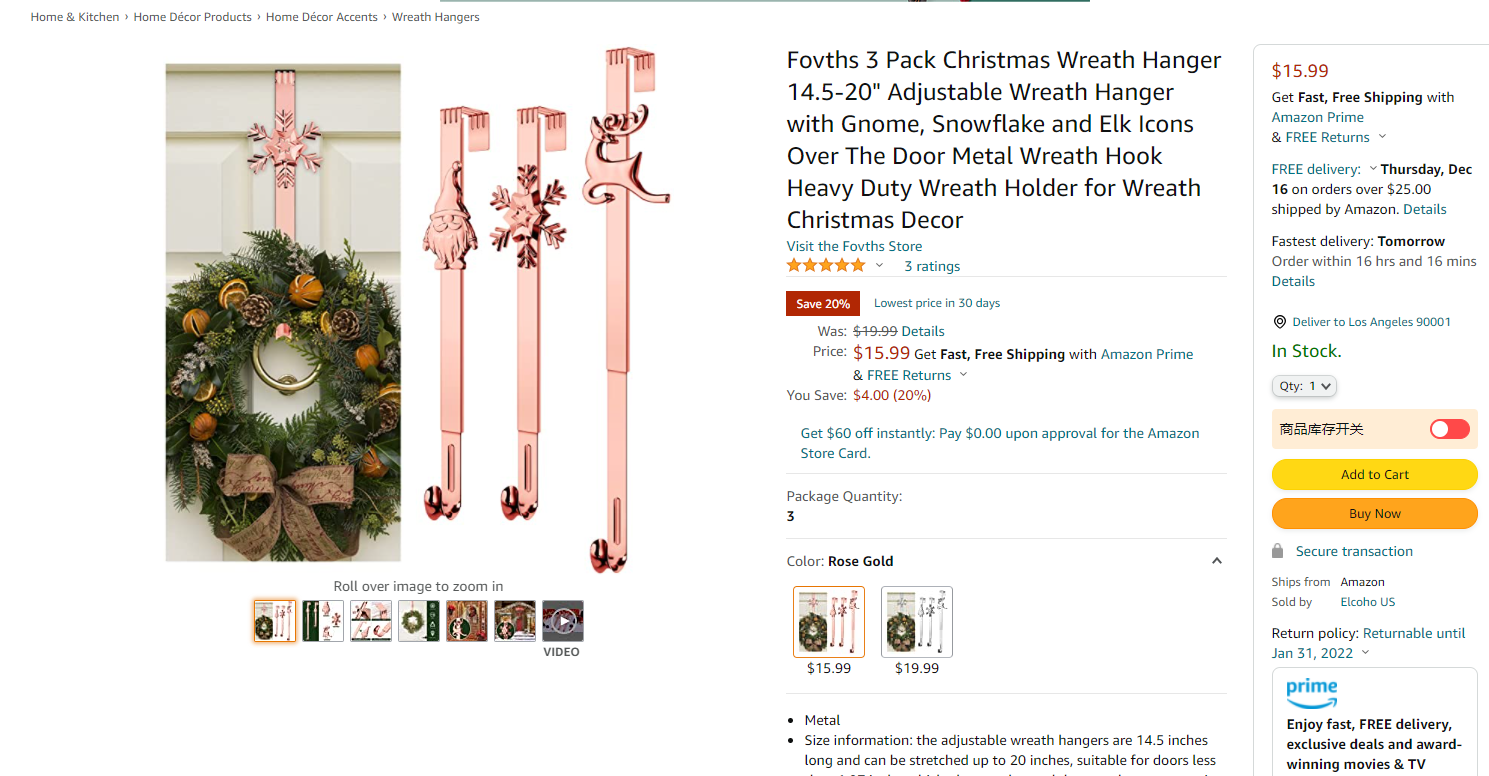 Home & Kitchen › Home Décor Products › Home Décor Accents › Wreath Hangers
Fovths 3 Pack Christmas Wreath Hanger
14.5-20" Adjustable Wreath Hanger
with Gnome, Snowflake and Elk Icons
Over The Door Metal Wreath Hook
Heavy Duty Wreath Holder for Wreath
Christmas Decor
Visit the Fovths Store
3 ratings
Save 20%
Lowest price in 30 days
Was: $19.99 Details
Price: $15.99 Get Fast, Free Shipping with Amazon Prime
& FREE Returns
You Save: $4.00 (20%)
Get $60 off instantly: Pay $0.00 upon approval for the Amazon
Store Card.
Package Quantity:
3
Color: Rose Gold
$15.99
$19.99
• Metal
• Size information: the adjustable wreath hangers are 14.5 inches
long and can be stretched up to 20 inches, suitable for doors less
Roll over image to zoom in
VIDEO
$15.99
Get Fast, Free Shipping with
Amazon Prime
& FREE Returns
FREE delivery: Thursday, Dec
16 on orders over $25.00
shipped by Amazon. Details
Fastest delivery: Tomorrow
Order within 16 hrs and 16 mins
Details
Deliver to Los Angeles 90001
In Stock.
Qty: 1
商品库存开关
Add to Cart
Buy Now
Secure transaction
Ships from Amazon
Sold by Elcoho US
Return policy: Returnable until
Jan 31, 2022
prime
Enjoy fast, FREE delivery,
exclusive deals and award-
winning movies & TV